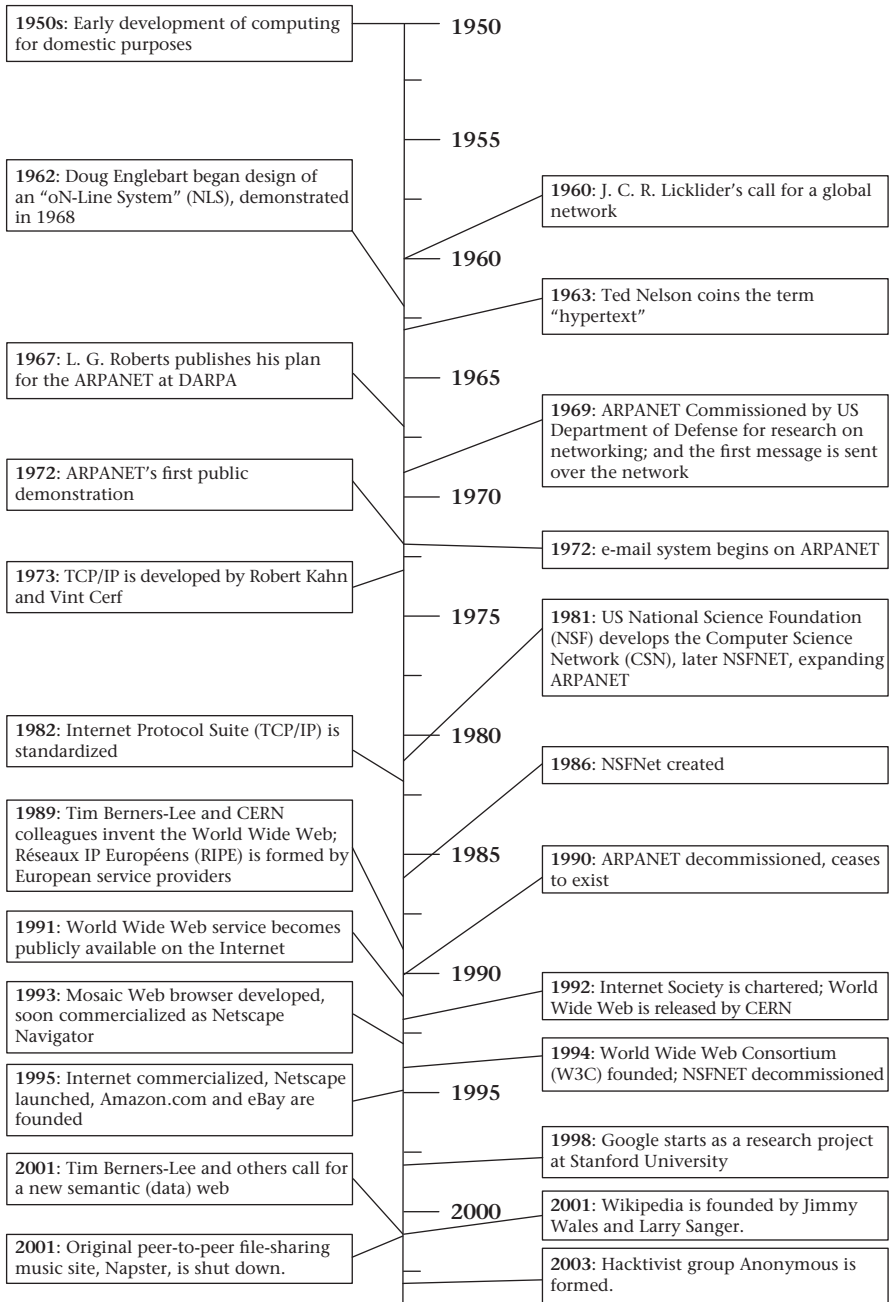 1950s: Early development of computing
for domestic purposes
1950
1955
1962: Doug Englebart began design of
an “oN-Line System” (NLS), demonstrated
in 1968
1960: J. C. R. Licklider’s call for a global
network
1960
1963: Ted Nelson coins the term
“hypertext”
1967: L. G. Roberts publishes his plan
for the ARPANET at DARPA
1965
1969: ARPANET Commissioned by US
Department of Defense for research on
networking; and the first message is sent
over the network
1972: ARPANET’s first public
demonstration
1970
1972: e-mail system begins on ARPANET
1973: TCP/IP is developed by Robert Kahn
and Vint Cerf
1975
1981: US National Science Foundation
(NSF) develops the Computer Science
Network (CSN), later NSFNET, expanding
ARPANET
1982: Internet Protocol Suite (TCP/IP) is
standardized
1980
1986: NSFNet created
1989: Tim Berners-Lee and CERN
colleagues invent the World Wide Web;
Réseaux IP Européens (RIPE) is formed by
European service providers
1985
1990: ARPANET decommissioned, ceases
to exist
1991: World Wide Web service becomes
publicly available on the Internet
1990
1992: Internet Society is chartered; World
Wide Web is released by CERN
1993: Mosaic Web browser developed,
soon commercialized as Netscape
Navigator
1994: World Wide Web Consortium
(W3C) founded; NSFNET decommissioned
1995: Internet commercialized, Netscape
launched, Amazon.com and eBay are
founded
1995
1998: Google starts as a research project
at Stanford University
2001: Tim Berners-Lee and others call for
a new semantic (data) web
2000
2001: Wikipedia is founded by Jimmy
Wales and Larry Sanger.
2001: Original peer-to-peer file-sharing
music site, Napster, is shut down.
2003: Hacktivist group Anonymous is
formed.